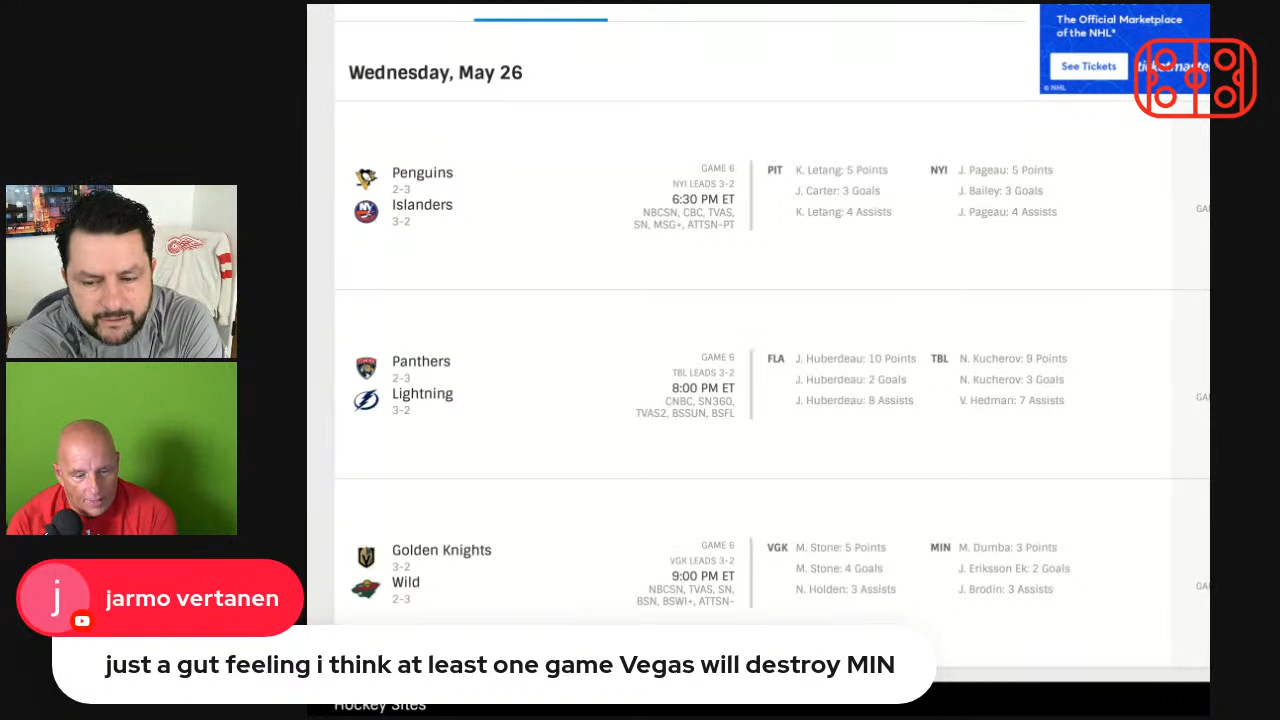 The Official Marketplace
of the NHL®
See Tickets
ticketmaster
© NHL
Wednesday, May 26
Penguins
2-3
Islanders
3-2
GAME 6
NYI LEADS 3-2
6:30 PM ET
NBCSN, CBC, TVAS,
SN, MSG+, ATTSN-PT
PIT K. Letang: 5 Points
J. Carter: 3 Goals
K. Letang: 4 Assists
NYI J. Pageau: 5 Points
J. Bailey: 3 Goals
J. Pageau: 4 Assists
Panthers
2-3
Lightning
3-2
GAME 6
TBL LEADS 3-2
8:00 PM ET
CNBC, SN360,
TVAS2, BSSUN, BSFL
FLA J. Huberdeau: 10 Points
J. Huberdeau: 2 Goals
J. Huberdeau: 8 Assists
TBL N. Kucherov: 9 Points
N. Kucherov: 3 Goals
V. Hedman: 7 Assists
Golden Knights
3-2
Wild
2-3
GAME 6
VGK LEADS 3-2
9:00 PM ET
NBCSN, TVAS, SN,
BSN, BSWI+, ATTSN-
VGK M. Stone: 5 Points
M. Stone: 4 Goals
N. Holden: 3 Assists
MIN M. Dumba: 3 Points
J. Eriksson Ek: 2 Goals
J. Brodin: 3 Assists
j
jarmo vertanen
just a gut feeling i think at least one game Vegas will destroy MIN
Hockey Sites